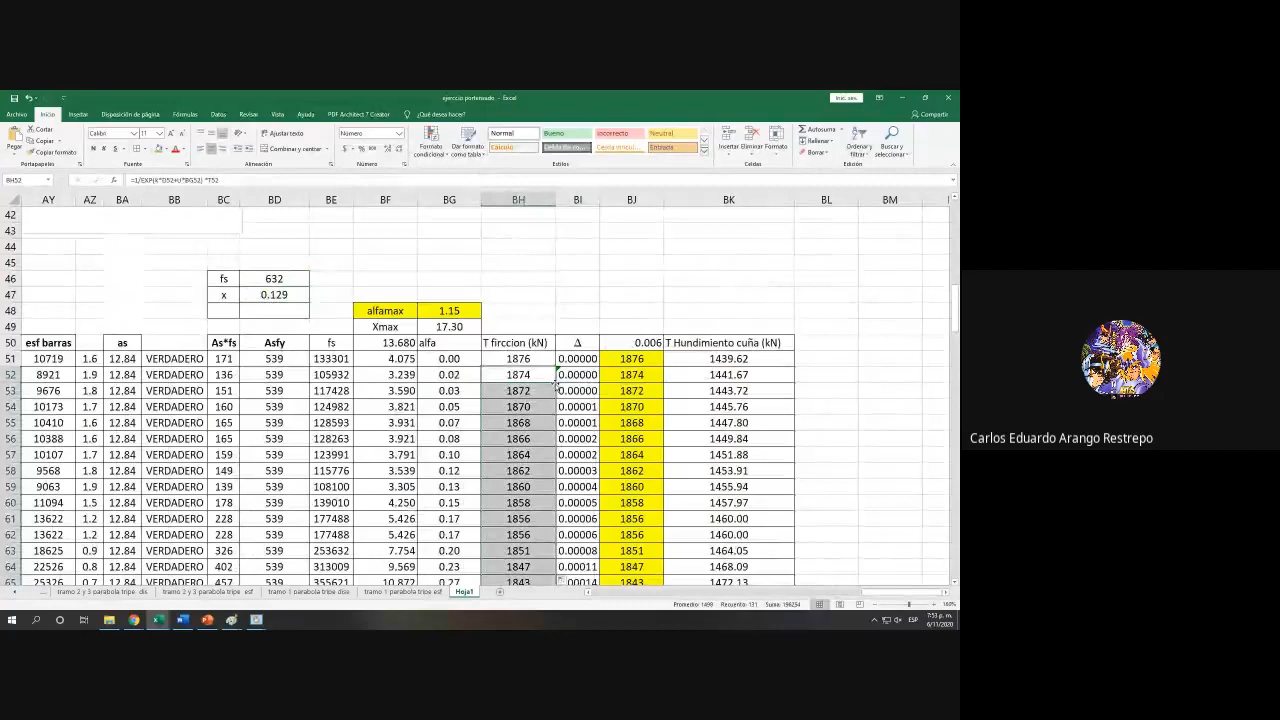 ejercicio portensado - Excel
Inic. ses.
Archivo Inicio Insertar Disposición de página Fórmulas Datos Revisar Vista Ayuda PDF Architect 7 Creator ¿Qué desea hacer? Compartir
Pegar Cortar Copiar Copiar formato Portapapeles
Calibri 11 Fuente
Ajustar texto Combinar y centrar Alineación
Número Número
Formato condicional Dar formato como tabla
Normal Bueno Incorrecto Neutral
Cálculo Entrada Estilos
Insertar Eliminar Formato Celdas
Autosuma Rellenar Borrar Ordenar y filtrar Buscar y seleccionar Edición
BH52 =1/EXP(K*D52+U*BG52) *T52
AY AZ BA BB BC BD BE BF BG BH BI BJ BK BL BM
42
43
44
45
46 fs 632
47 x 0.129
48 alfamax 1.15
49 Xmax 17.30
50 esf barras as As*fs Asfy fs 13.680 alfa T firccion (kN) Δ 0.006 T Hundimiento cuña (kN)
51 10719 1.6 12.84 VERDADERO 171 539 133301 4.075 0.00 1876 0.00000 1876 1439.62
52 8921 1.9 12.84 VERDADERO 136 539 105932 3.239 0.02 1874 0.00000 1874 1441.67
53 9676 1.8 12.84 VERDADERO 151 539 118008 3.590 0.03 1872 0.00000 1872 1443.72
54 10173 1.7 12.84 VERDADERO 160 539 124982 3.821 0.05 1870 0.00001 1870 1445.76
55 10410 1.6 12.84 VERDADERO 165 539 128593 3.931 0.07 1868 0.00001 1868 1447.80
56 10388 1.6 12.84 VERDADERO 165 539 128263 3.921 0.08 1866 0.00002 1866 1449.84
57 10107 1.7 12.84 VERDADERO 159 539 123991 3.791 0.10 1864 0.00002 1864 1451.88
58 9568 1.8 12.84 VERDADERO 149 539 115776 3.539 0.12 1862 0.00003 1862 1453.91
59 9063 1.9 12.84 VERDADERO 139 539 108100 3.305 0.13 1860 0.00004 1860 1455.94
60 11094 1.5 12.84 VERDADERO 178 539 139010 4.250 0.15 1858 0.00005 1858 1457.97
61 13622 1.2 12.84 VERDADERO 228 539 177488 5.426 0.17 1856 0.00006 1856 1460.00
62 13622 1.2 12.84 VERDADERO 228 539 177488 5.426 0.17 1856 0.00006 1856 1460.00
63 18625 0.9 12.84 VERDADERO 326 539 253632 7.754 0.20 1851 0.00008 1851 1464.05
64 22526 0.8 12.84 VERDADERO 402 539 313009 9.569 0.23 1847 0.00011 1847 1468.09
65 25326 0.7 12.84 VERDADERO 457 539 355621 10.872 0.27 1843 0.00014 1843 1472.13
tramo 2 y 3 parabola tripe dis tramo 2 y 3 parabola tripe esf tramo 1 parabola tripe dise tramo 1 parabola tripe esf Hoja1
Promedio: 1498 Recuento: 131 Suma: 196254 100%
ESP 7:53 p. m. 6/11/2020
Carlos Eduardo Arango Restrepo